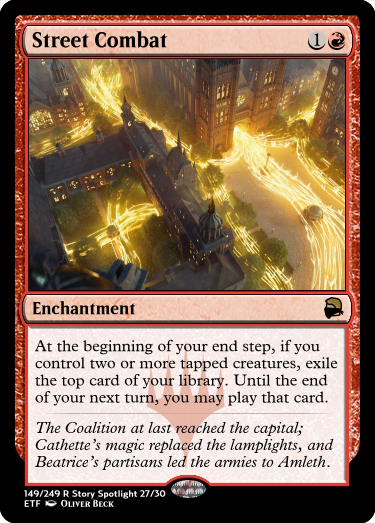 Street Combat 1
Enchantment
At the beginning of your end step, if you
control two or more tapped creatures, exile
the top card of your library. Until the end
of your next turn, you may play that card.
The Coalition at last reached the capital;
Cathette's magic replaced the lamplights, and
Beatrice's partisans led the armies to Amleth.
149/249 R Story Spotlight 27/30
ETF OLIVER BECK